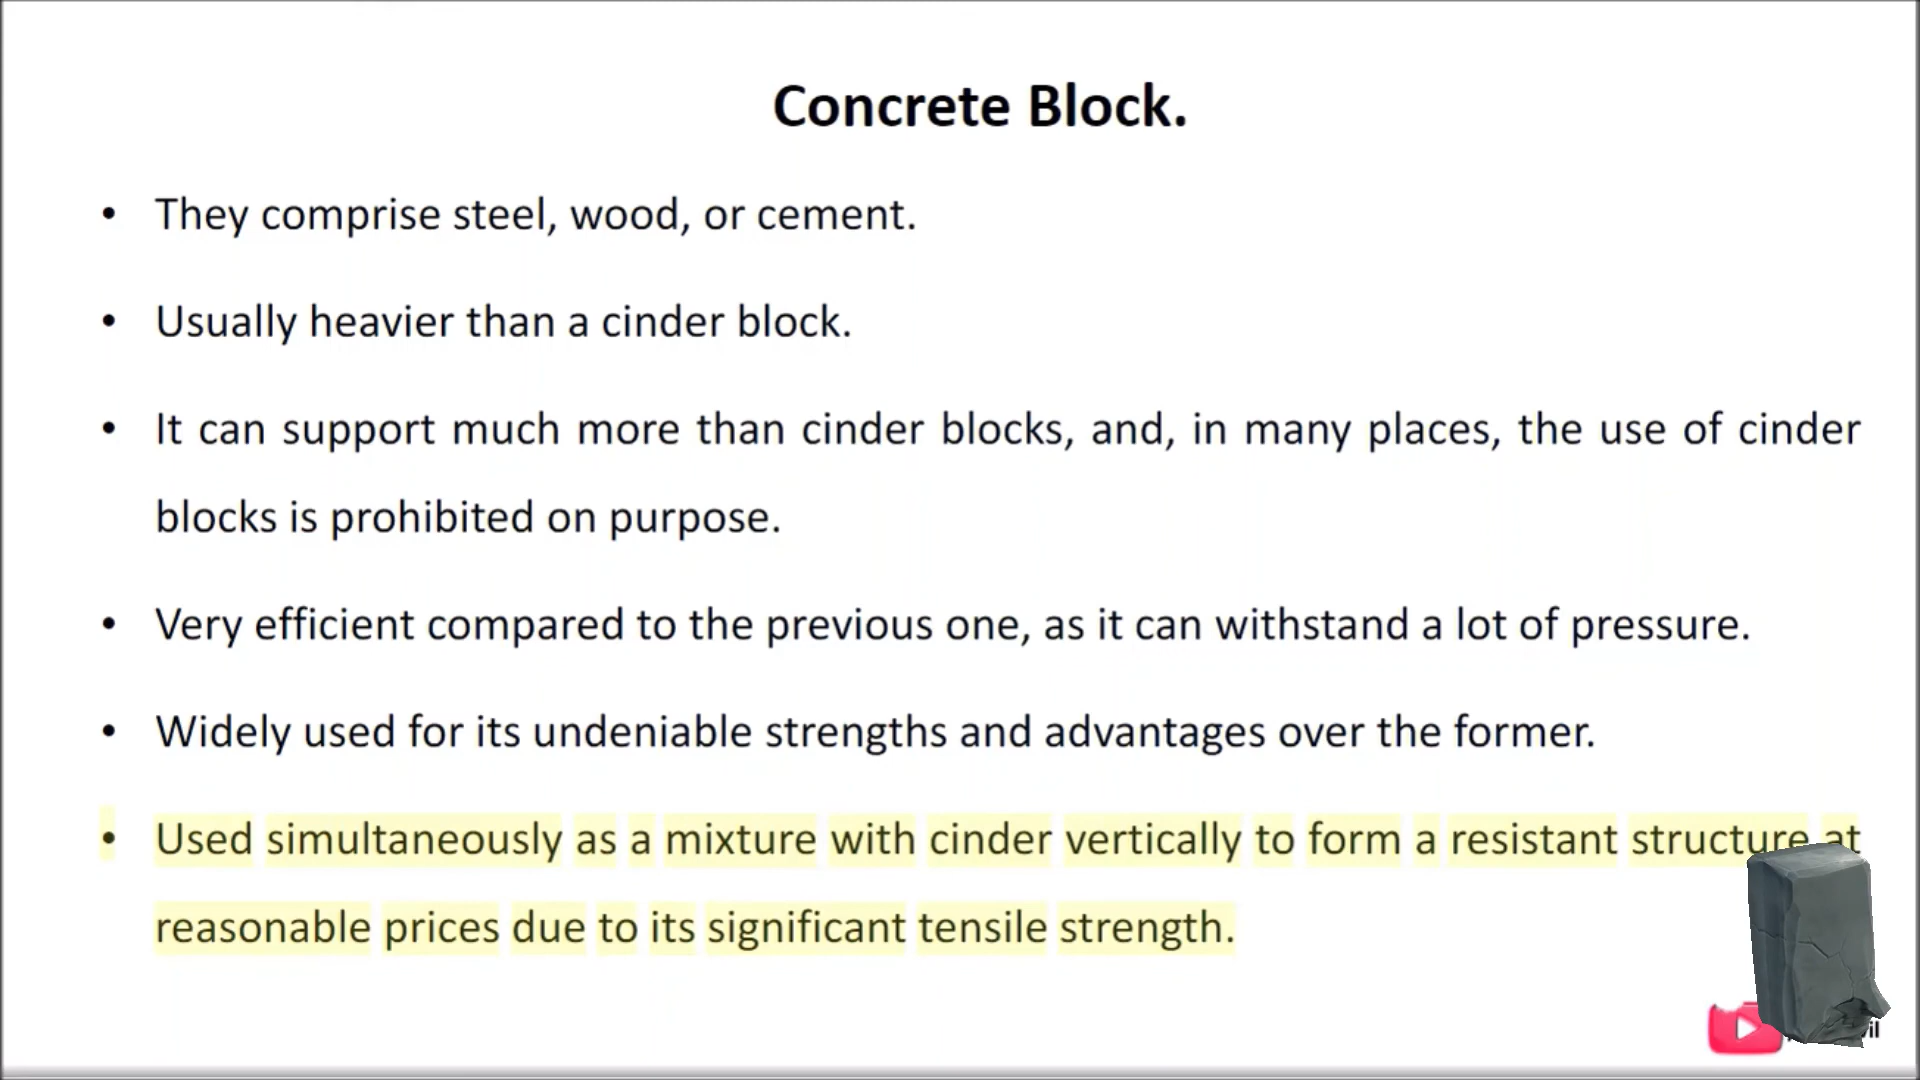 Concrete Block.
• They comprise steel, wood, or cement.
• Usually heavier than a cinder block.
• It can support much more than cinder blocks, and, in many places, the use of cinder
blocks is prohibited on purpose.
• Very efficient compared to the previous one, as it can withstand a lot of pressure.
• Widely used for its undeniable strengths and advantages over the former.
• Used simultaneously as a mixture with cinder vertically to form a resistant structure at
reasonable prices due to its significant tensile strength.